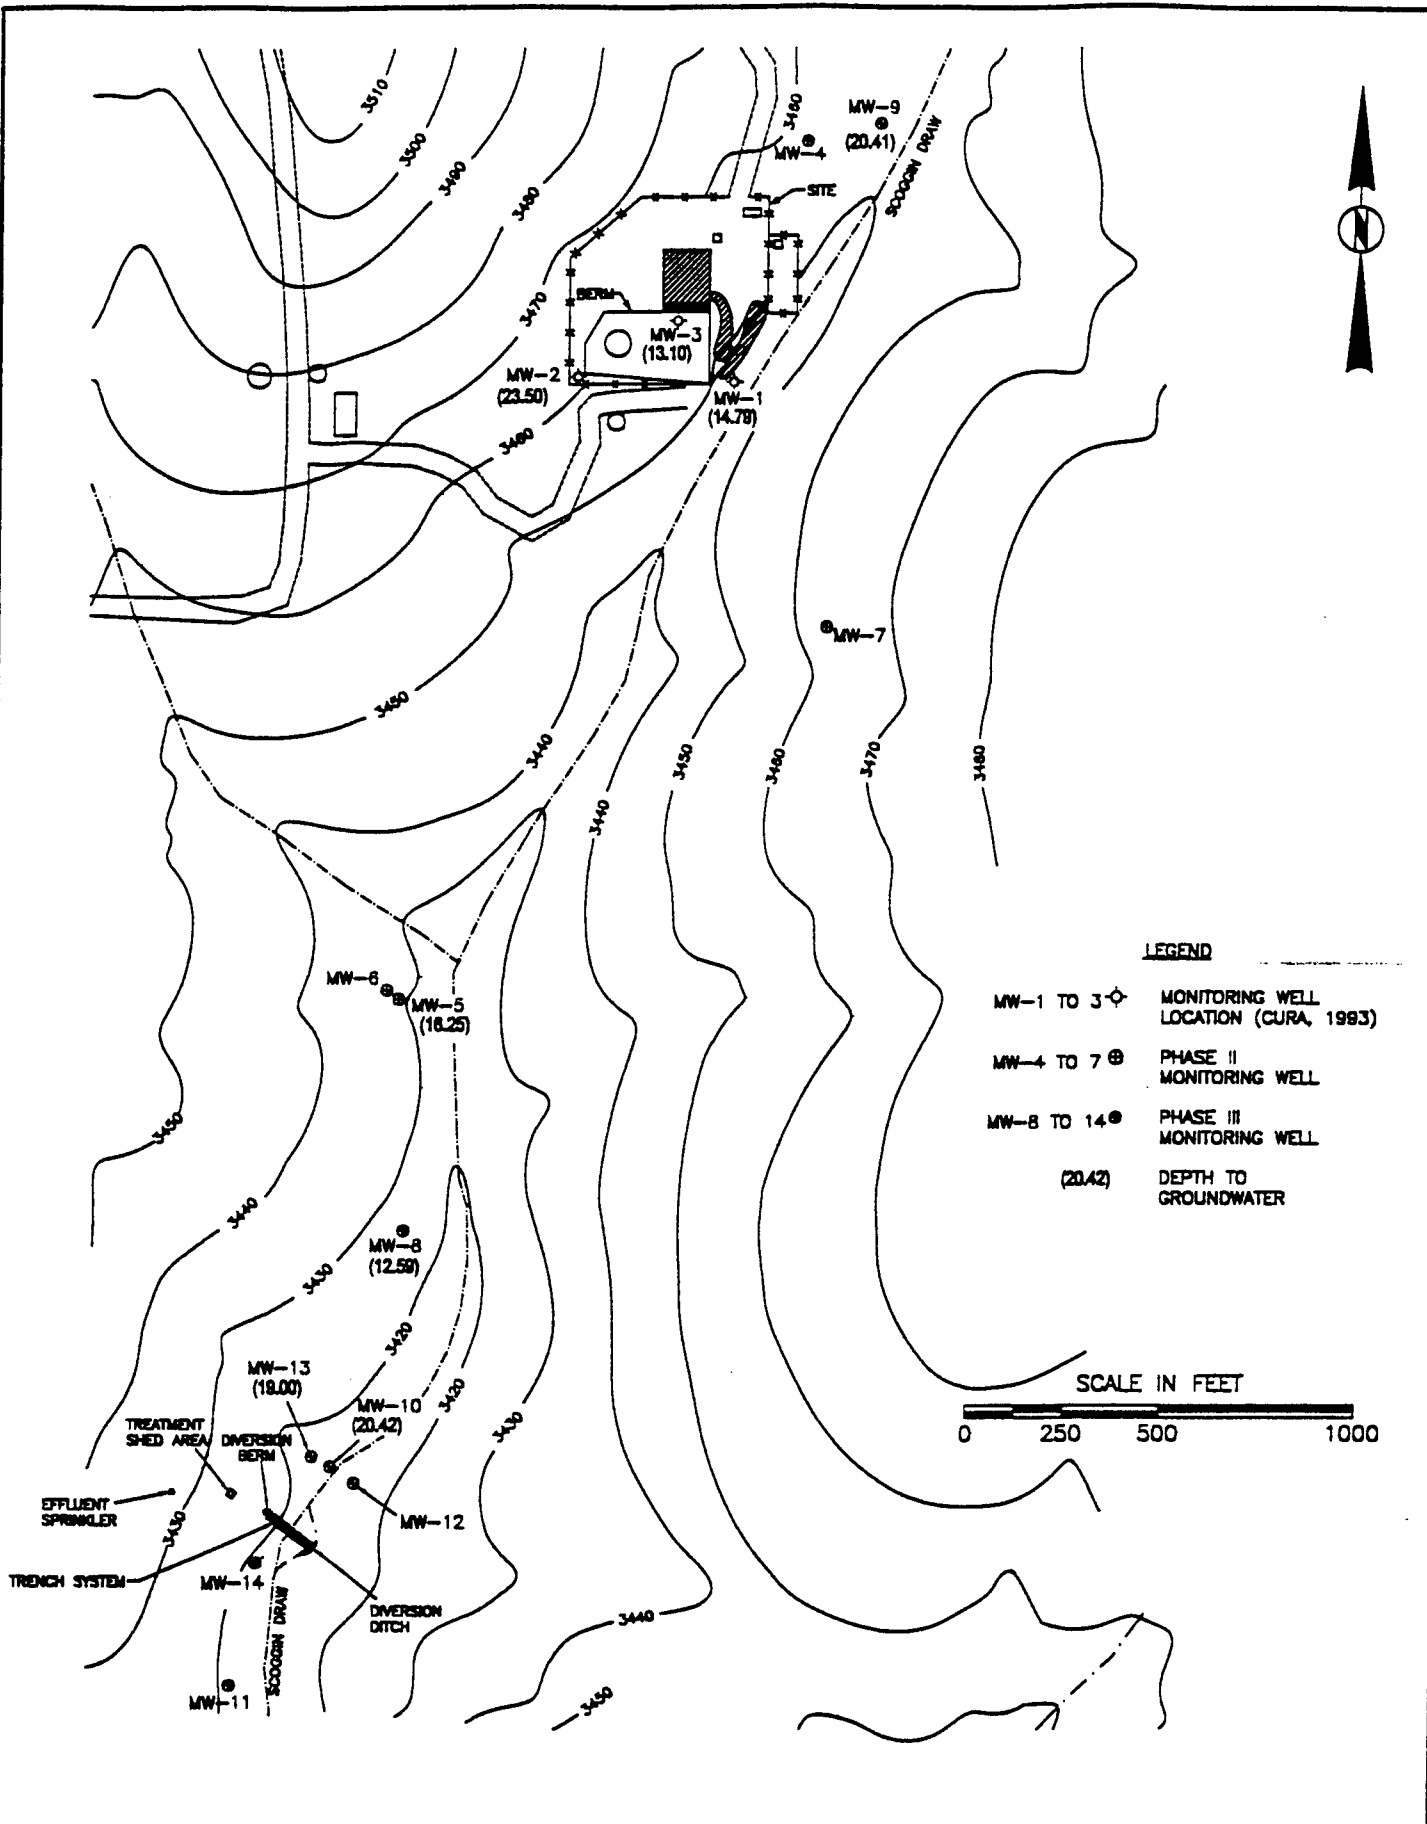 3510
3500
3490
3480
3470
3460
3460
MW-9
(20.41)
MW-4
SCOGGIN DRAW
SITE
BERM
MW-3
(13.10)
MW-2
(23.50)
MW-1
(14.79)
N
MW-7
3450
3440
3440
3450
3460
3470
3480
MW-6
MW-5
(16.25)
3450
3440
3430
MW-8
(12.59)
3420
3420
3430
LEGEND
MW-1 TO 3
MONITORING WELL
LOCATION (CURA, 1993)
MW-4 TO 7
PHASE II
MONITORING WELL
MW-8 TO 14
PHASE III
MONITORING WELL
(20.42)
DEPTH TO
GROUNDWATER
SCALE IN FEET
0 250 500 1000
MW-13
(19.00)
MW-10
(20.42)
TREATMENT
SHED AREA
DIVERSION
BERM
EFFLUENT
SPRINKLER
3430
MW-12
TRENCH SYSTEM
MW-14
DIVERSION
DITCH
SCOGGIN DRAW
MW-11
3440
3450